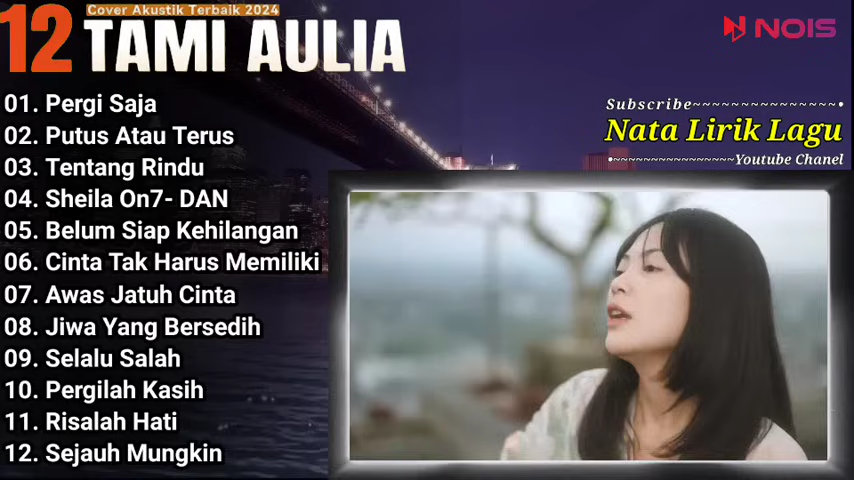 Cover Akustik Terbaik 2024
12 TAMI AULIA
NOIS
01. Pergi Saja
02. Putus Atau Terus
03. Tentang Rindu
04. Sheila On7- DAN
05. Belum Siap Kehilangan
06. Cinta Tak Harus Memiliki
07. Awas Jatuh Cinta
08. Jiwa Yang Bersedih
09. Selalu Salah
10. Pergilah Kasih
11. Risalah Hati
12. Sejauh Mungkin
Subscribe~~~~~~~~~~~~~~~•
Nata Lirik Lagu
•~~~~~~~~~~~~~~~~Youtube Chanel